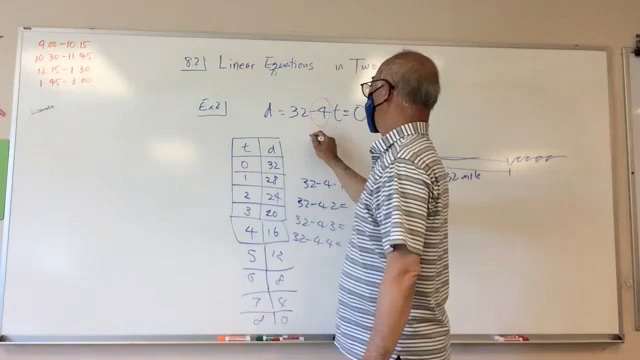 9 00 - 10 15
10 30 - 11 45
12 15 - 1 30
1 45 - 3 00
8.2 Linear Equations in Two
Ex2 d = 32 - 4t = 0
t d
0 32
1 28
2 24
3 20
4 16
5 12
6 8
7 4
8 0
32 - 4 · 1
32 - 4 · 2 =
32 - 4 · 3 =
32 - 4 · 4 =
32 mile